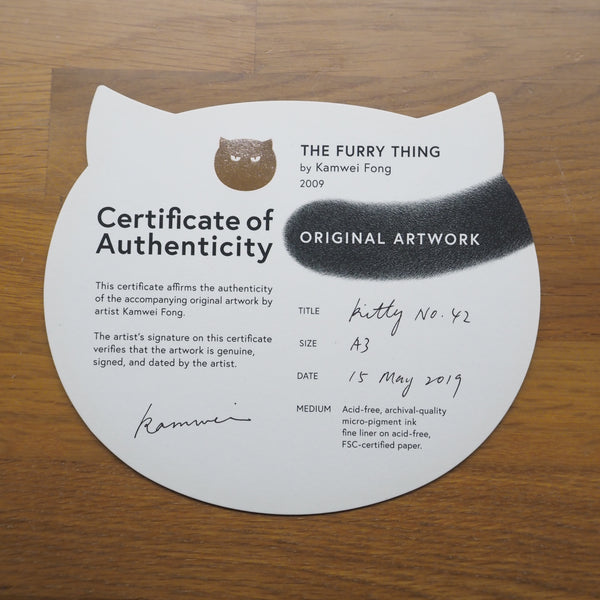 THE FURRY THING
by Kamwei Fong
2009
Certificate of
Authenticity
ORIGINAL ARTWORK
This certificate affirms the authenticity
of the accompanying original artwork by
artist Kamwei Fong.
The artist's signature on this certificate
verifies that the artwork is genuine,
signed, and dated by the artist.
kamwei
TITLE kitty No. 42
SIZE A3
DATE 15 May 2019
MEDIUM Acid-free, archival-quality
micro-pigment ink
fine liner on acid-free,
FSC-certified paper.